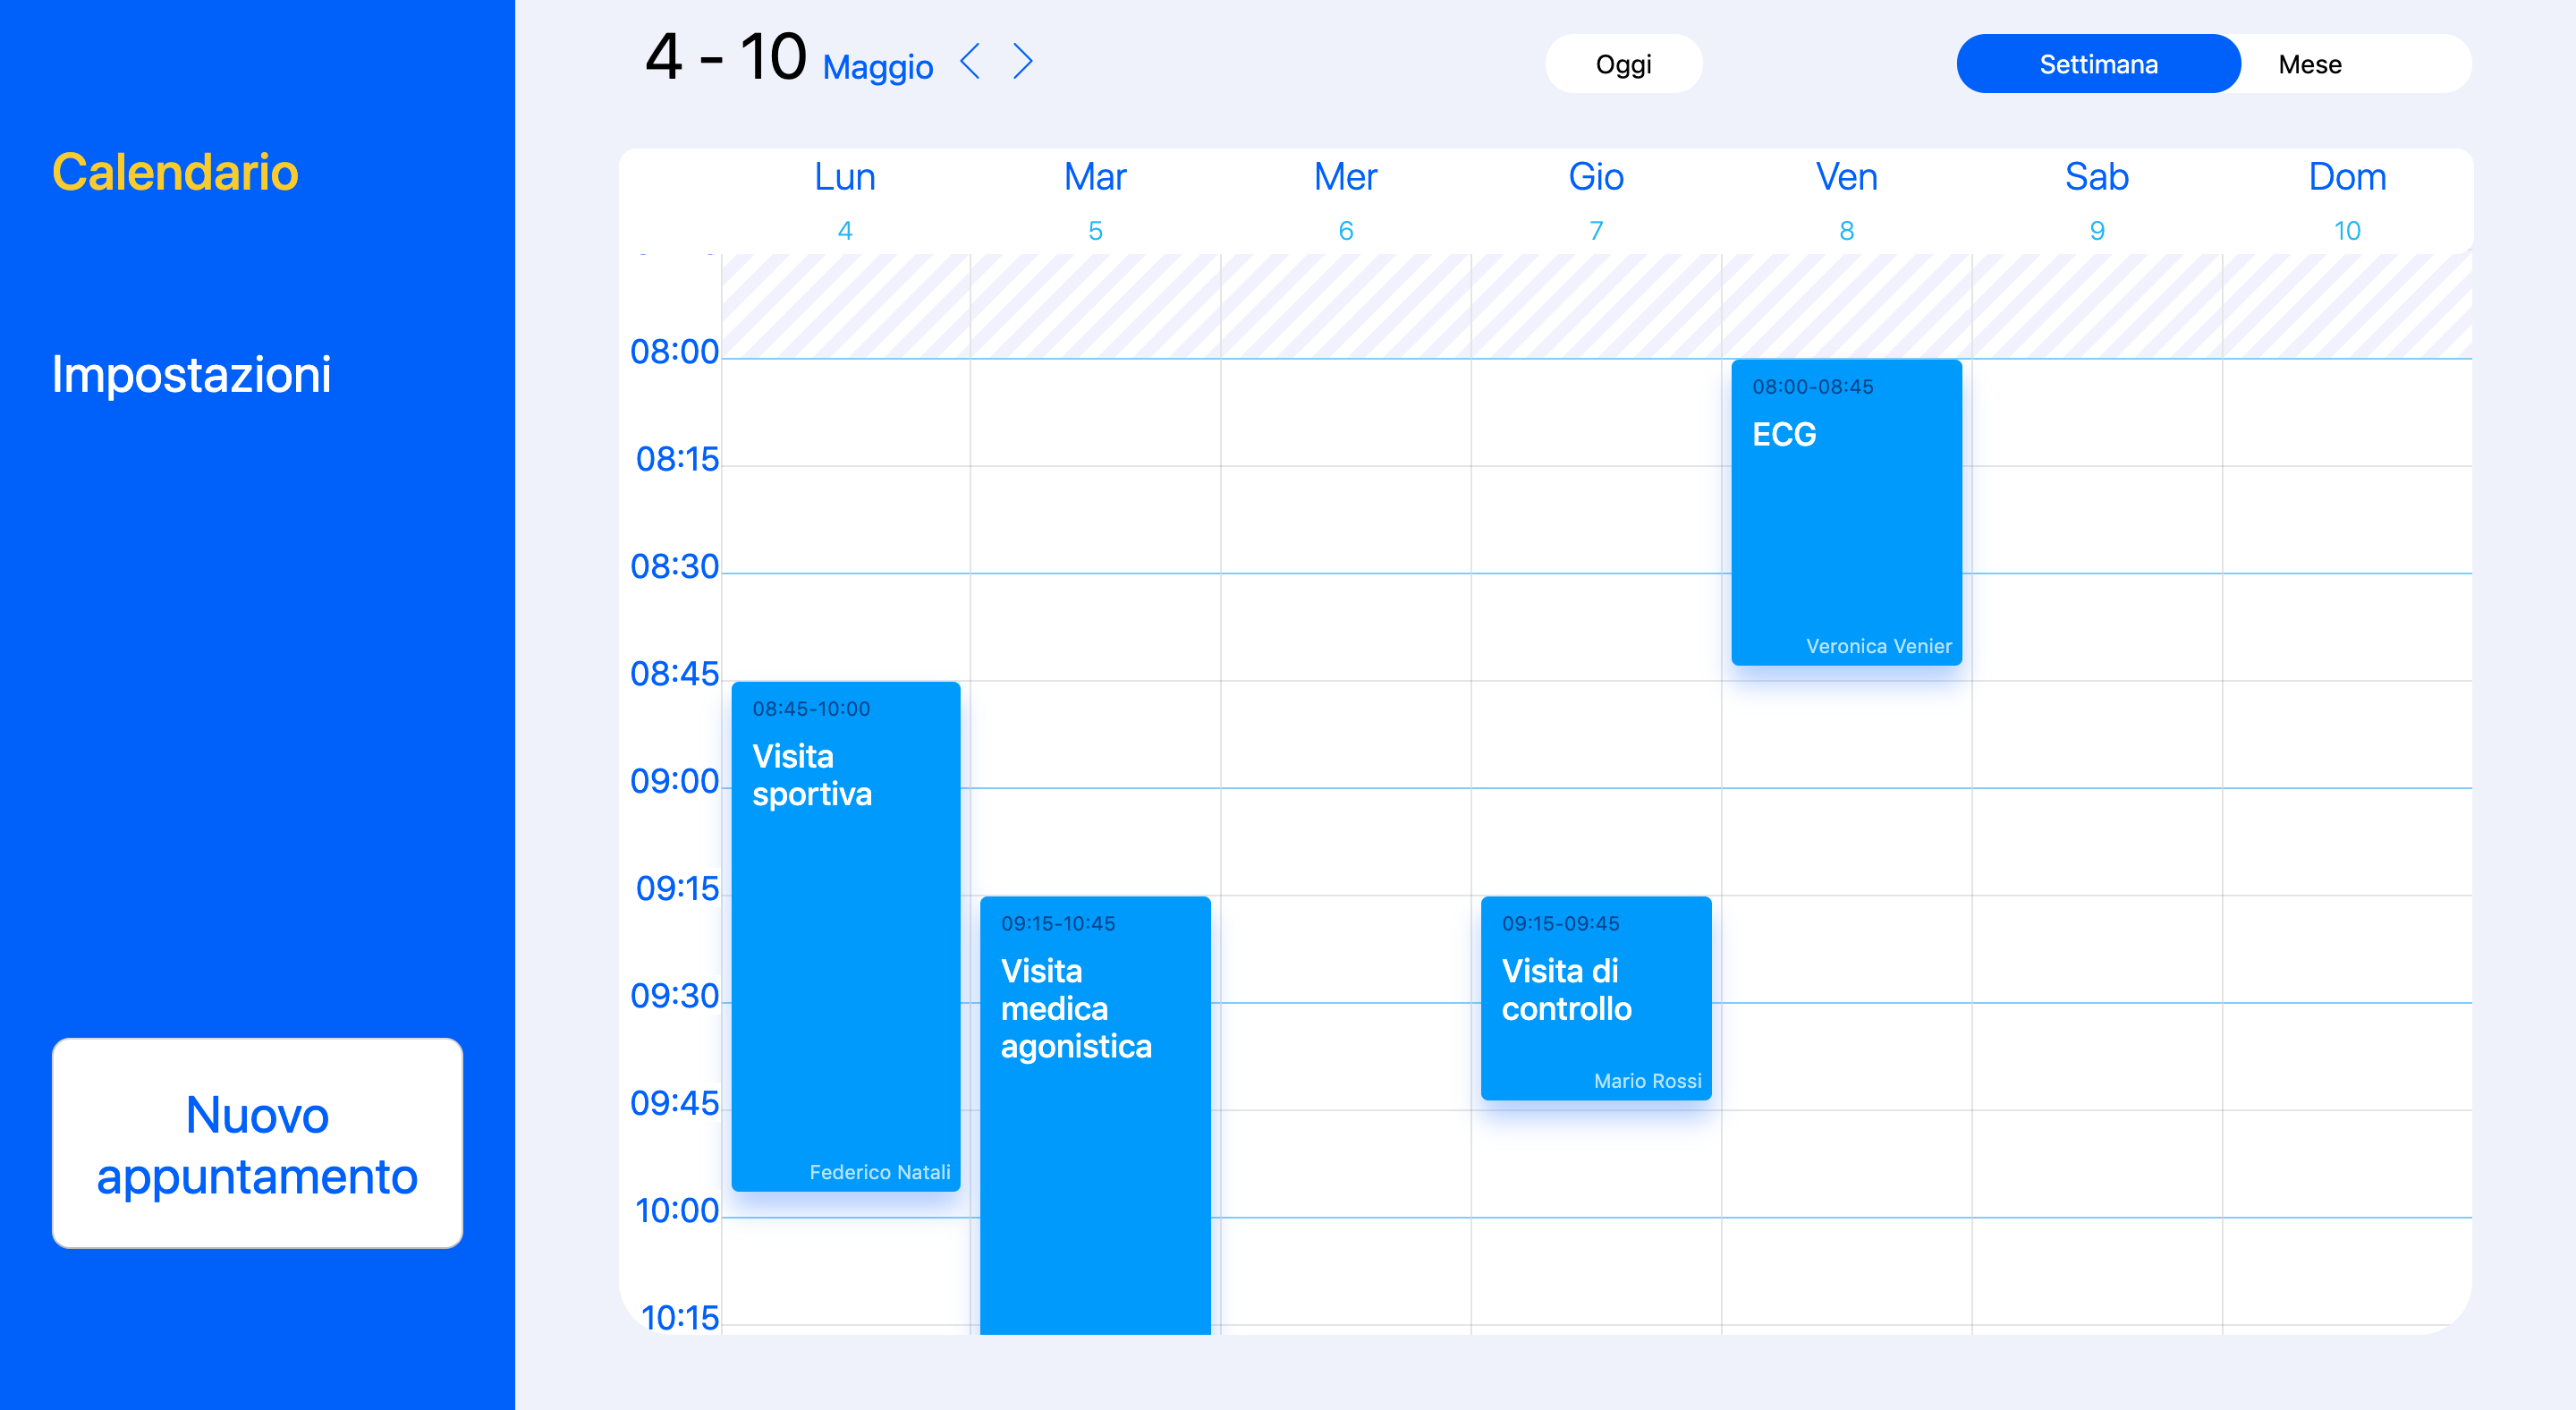 Calendario
Impostazioni
Nuovo
appuntamento
4 - 10 Maggio
Oggi
Settimana Mese
Lun Mar Mer Gio Ven Sab Dom
4 5 6 7 8 9 10
08:00
08:15
08:30
08:45
09:00
09:15
09:30
09:45
10:00
10:15
08:45-10:00
Visita
sportiva
Federico Natali
09:15-10:45
Visita
medica
agonistica
09:15-09:45
Visita di
controllo
Mario Rossi
08:00-08:45
ECG
Veronica Venier